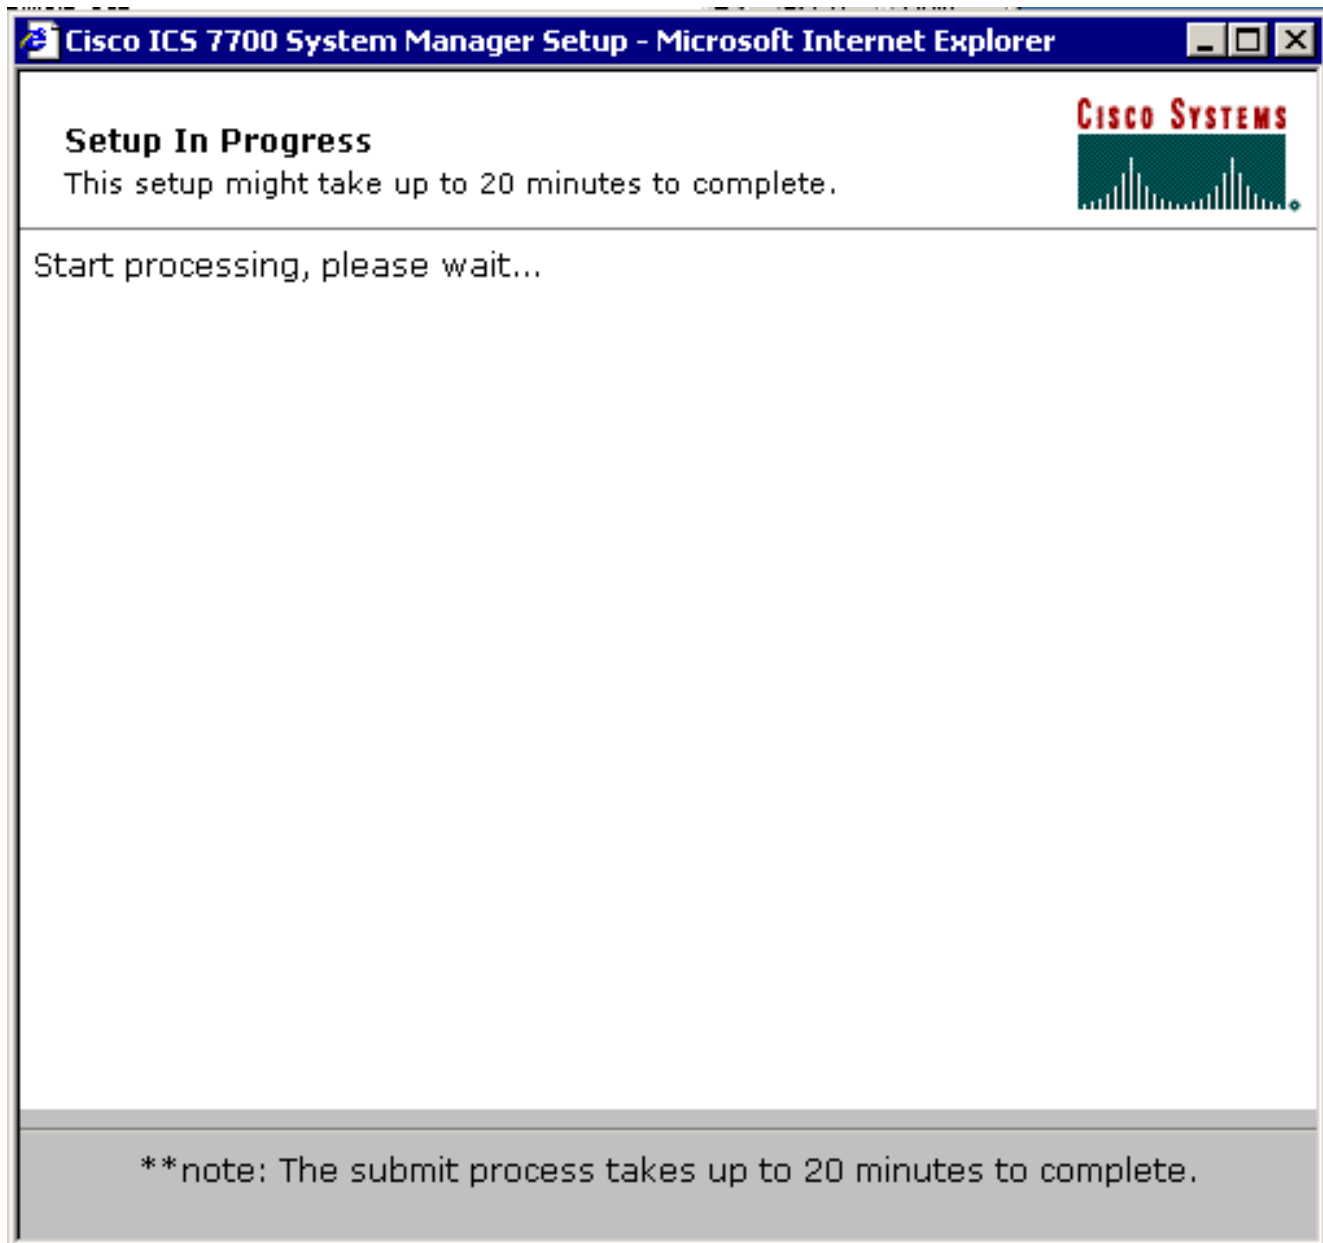 Cisco ICS 7700 System Manager Setup - Microsoft Internet Explorer
CISCO SYSTEMS
Setup In Progress
This setup might take up to 20 minutes to complete.
Start processing, please wait...
**note: The submit process takes up to 20 minutes to complete.